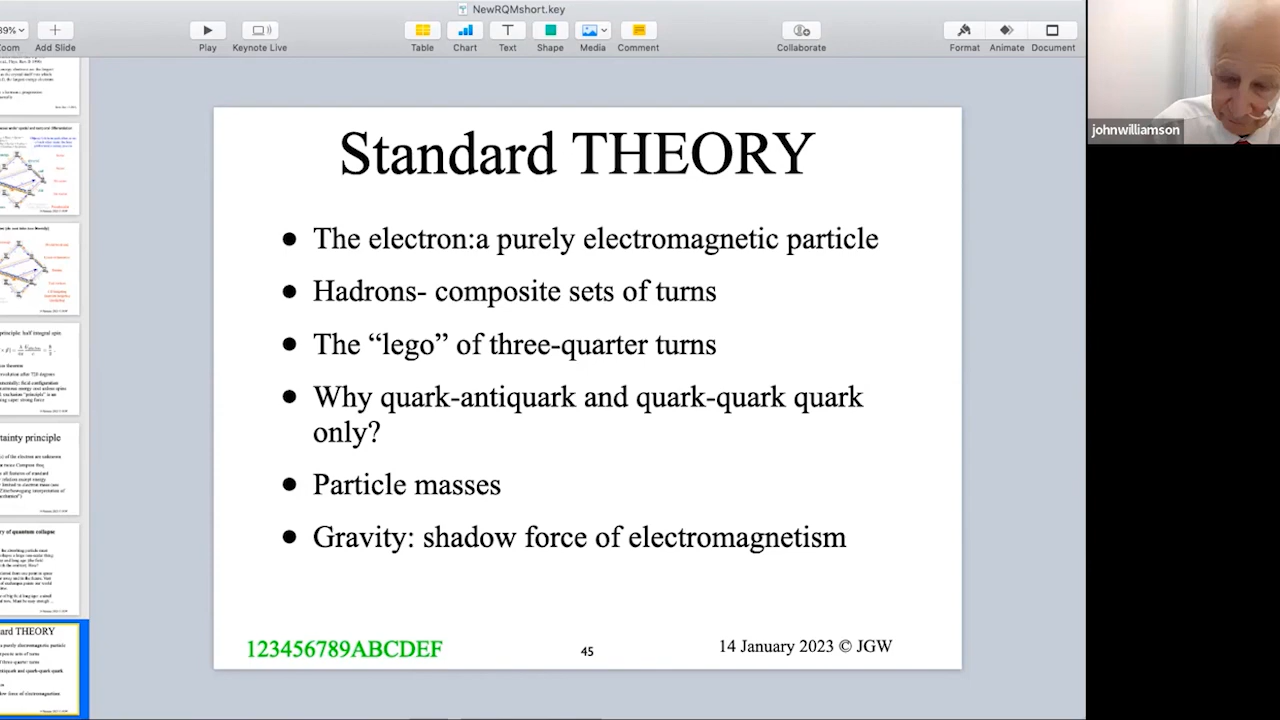 NewRQMshort.key
Zoom
Add Slide
Play
Keynote Live
Table
Chart
Text
Shape
Media
Comment
Collaborate
Format
Animate
Document
johnwilliamson
Standard THEORY
The electron:a purely electromagnetic particle
Hadrons- composite sets of turns
The “lego” of three-quarter turns
Why quark-antiquark and quark-quark quark
only?
Particle masses
Gravity: shadow force of electromagnetism
123456789ABCDEF
45
14 January 2023 © JGW